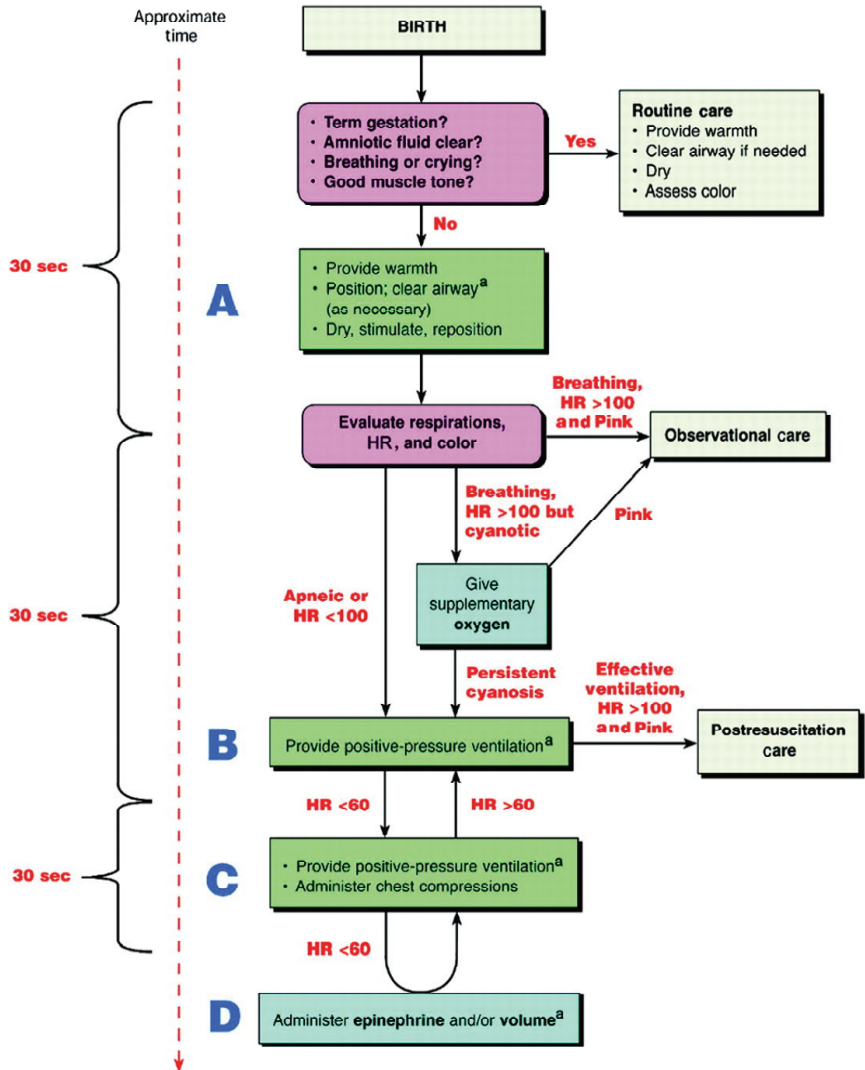 Approximate
time
BIRTH
• Term gestation?
• Amniotic fluid clear?
• Breathing or crying?
• Good muscle tone?
Yes
Routine care
• Provide warmth
• Clear airway if needed
• Dry
• Assess color
No
30 sec
A
• Provide warmth
• Position; clear airwayᵃ
(as necessary)
• Dry, stimulate, reposition
Evaluate respirations,
HR, and color
Breathing,
HR >100
and Pink
Observational care
Breathing,
HR >100 but
cyanotic
Pink
30 sec
Apneic or
HR <100
Give
supplementary
oxygen
Persistent
cyanosis
Effective
ventilation,
HR >100
and Pink
B
Provide positive-pressure ventilationᵃ
Postresuscitation
care
HR <60
HR >60
30 sec
C
• Provide positive-pressure ventilationᵃ
• Administer chest compressions
HR <60
D
Administer epinephrine and/or volumeᵃ